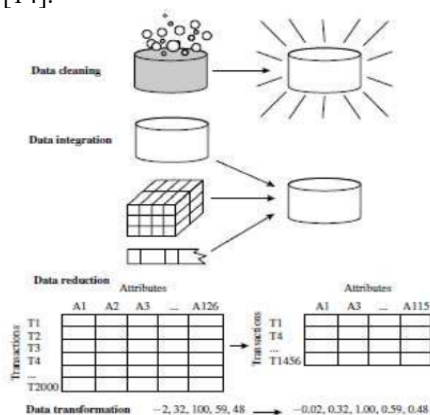 [14].
Data cleaning
Data integration
Data reduction
Attributes
A1 A2 A3 ... A126
Transactions
T1
T2
T3
T4
...
T2000
Attributes
A1 A3 ... A115
Transactions
T1
T4
...
T1456
Data transformation −2, 32, 100, 59, 48 −0.02, 0.32, 1.00, 0.59, 0.48